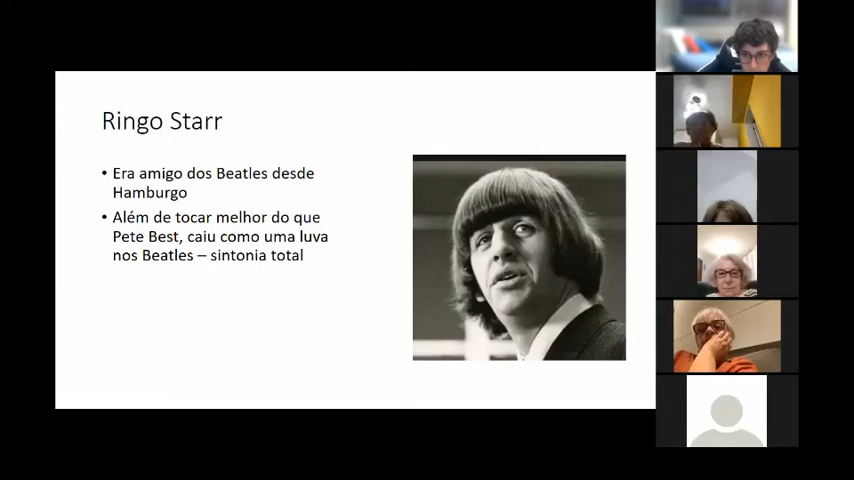 Ringo Starr
• Era amigo dos Beatles desde
Hamburgo
• Além de tocar melhor do que
Pete Best, caiu como uma luva
nos Beatles – sintonia total